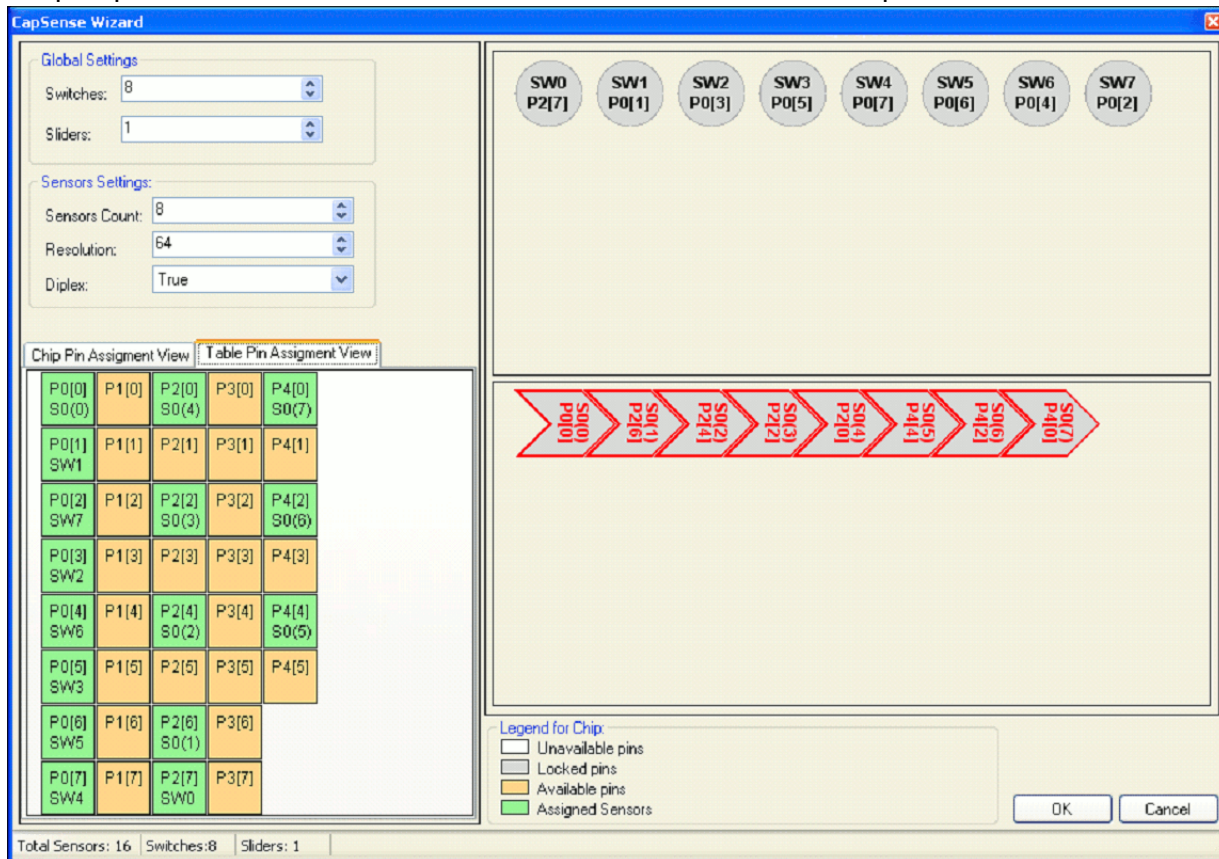 CapSense Wizard
Global Settings
Switches: 8
Sliders: 1
Sensors Settings:
Sensors Count: 8
Resolution: 64
Diplex: True
Chip Pin Assigment View Table Pin Assigment View
P0[0] P1[0] P2[0] P3[0] P4[0]
S0(0) S0(4) S0(7)
P0[1] P1[1] P2[1] P3[1] P4[1]
SW1
P0[2] P1[2] P2[2] P3[2] P4[2]
SW7 S0(3) S0(6)
P0[3] P1[3] P2[3] P3[3] P4[3]
SW2
P0[4] P1[4] P2[4] P3[4] P4[4]
SW6 S0(2) S0(5)
P0[5] P1[5] P2[5] P3[5] P4[5]
SW3
P0[6] P1[6] P2[6] P3[6]
SW5 S0(1)
P0[7] P1[7] P2[7] P3[7]
SW4 SW0
SW0 SW1 SW2 SW3 SW4 SW5 SW6 SW7
P2[7] P0[1] P0[3] P0[5] P0[7] P0[6] P0[4] P0[2]
S0(0)
P0[0]
S0(1)
P2[6]
S0(2)
P2[4]
S0(3)
P2[2]
S0(4)
P2[0]
S0(5)
P4[4]
S0(6)
P4[2]
S0(7)
P4[0]
Legend for Chip:
Unavailable pins
Locked pins
Available pins
Assigned Sensors
OK Cancel
Total Sensors: 16 Switches:8 Sliders: 1